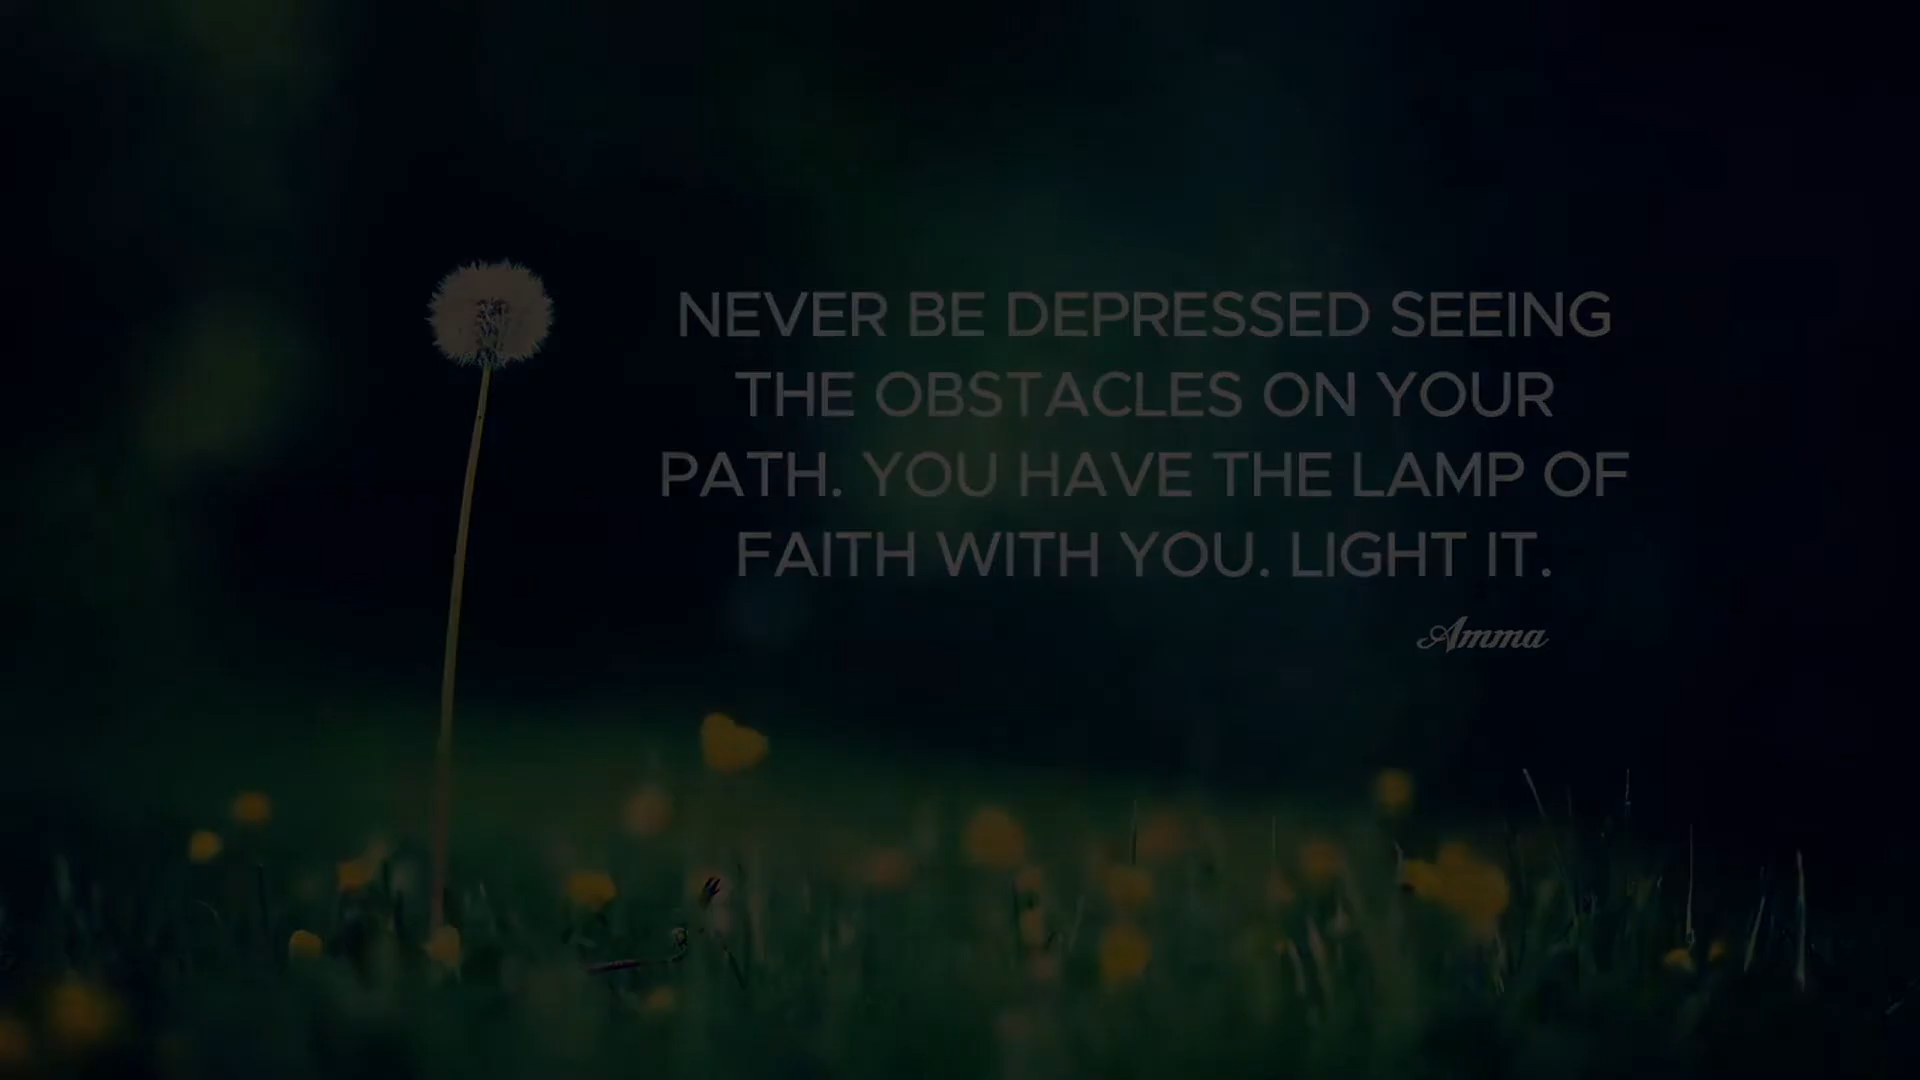 NEVER BE DEPRESSED SEEING
THE OBSTACLES ON YOUR
PATH. YOU HAVE THE LAMP OF
FAITH WITH YOU. LIGHT IT.
Amma